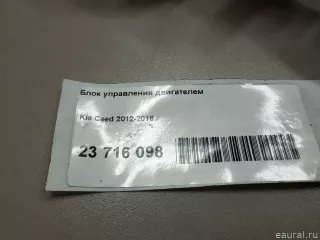 Блок управления двигателем
Kia Ceed 2012-2018
23 716 098
eaural.ru